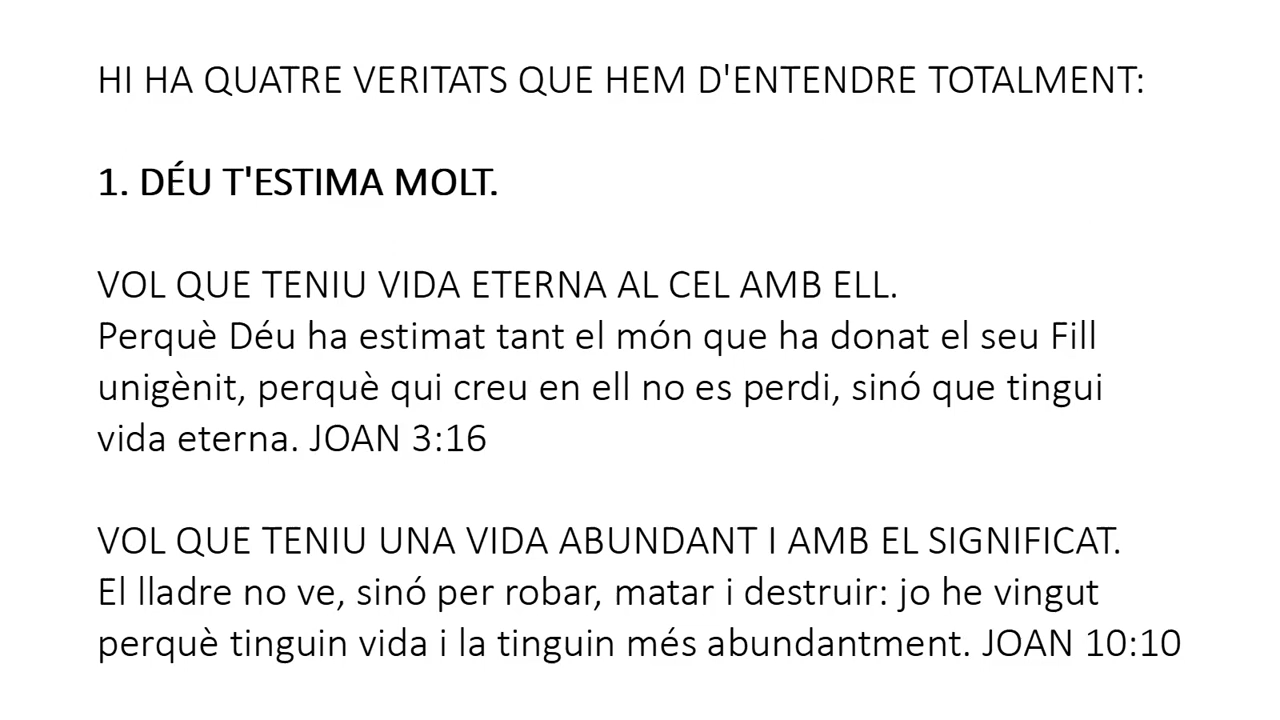 HI HA QUATRE VERITATS QUE HEM D'ENTENDRE TOTALMENT:
1. DÉU T'ESTIMA MOLT.
VOL QUE TENIU VIDA ETERNA AL CEL AMB ELL.
Perquè Déu ha estimat tant el món que ha donat el seu Fill
unigènit, perquè qui creu en ell no es perdi, sinó que tingui
vida eterna. JOAN 3:16
VOL QUE TENIU UNA VIDA ABUNDANT I AMB EL SIGNIFICAT.
El lladre no ve, sinó per robar, matar i destruir: jo he vingut
perquè tinguin vida i la tinguin més abundantment. JOAN 10:10